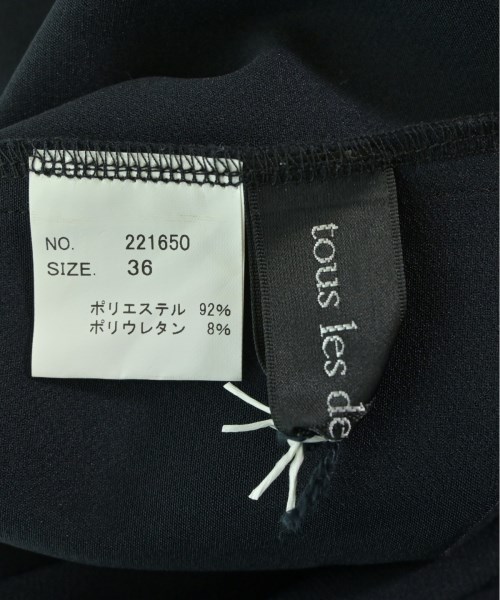 NO. 221650
SIZE. 36
ポリエステル 92%
ポリウレタン 8%
tous les de